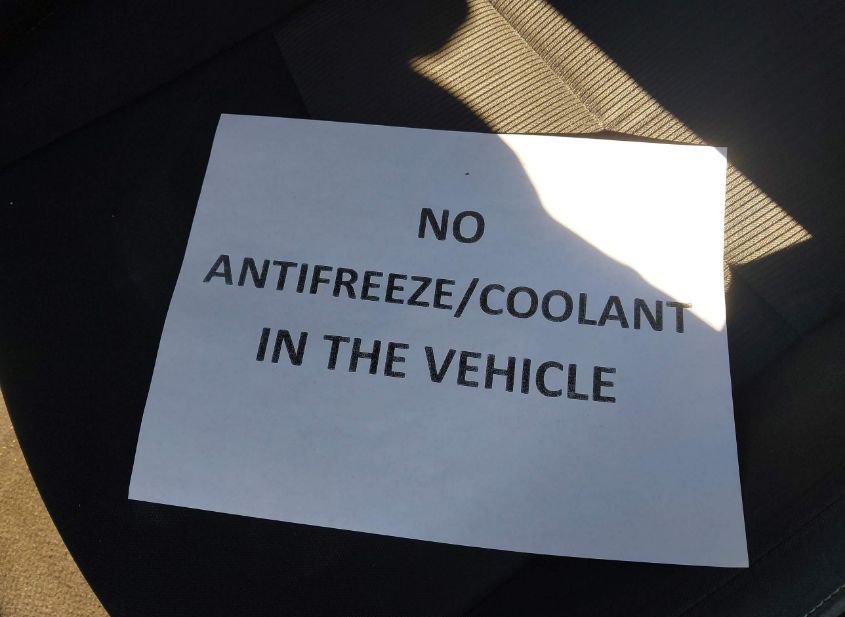 NO
ANTIFREEZE/COOLANT
IN THE VEHICLE